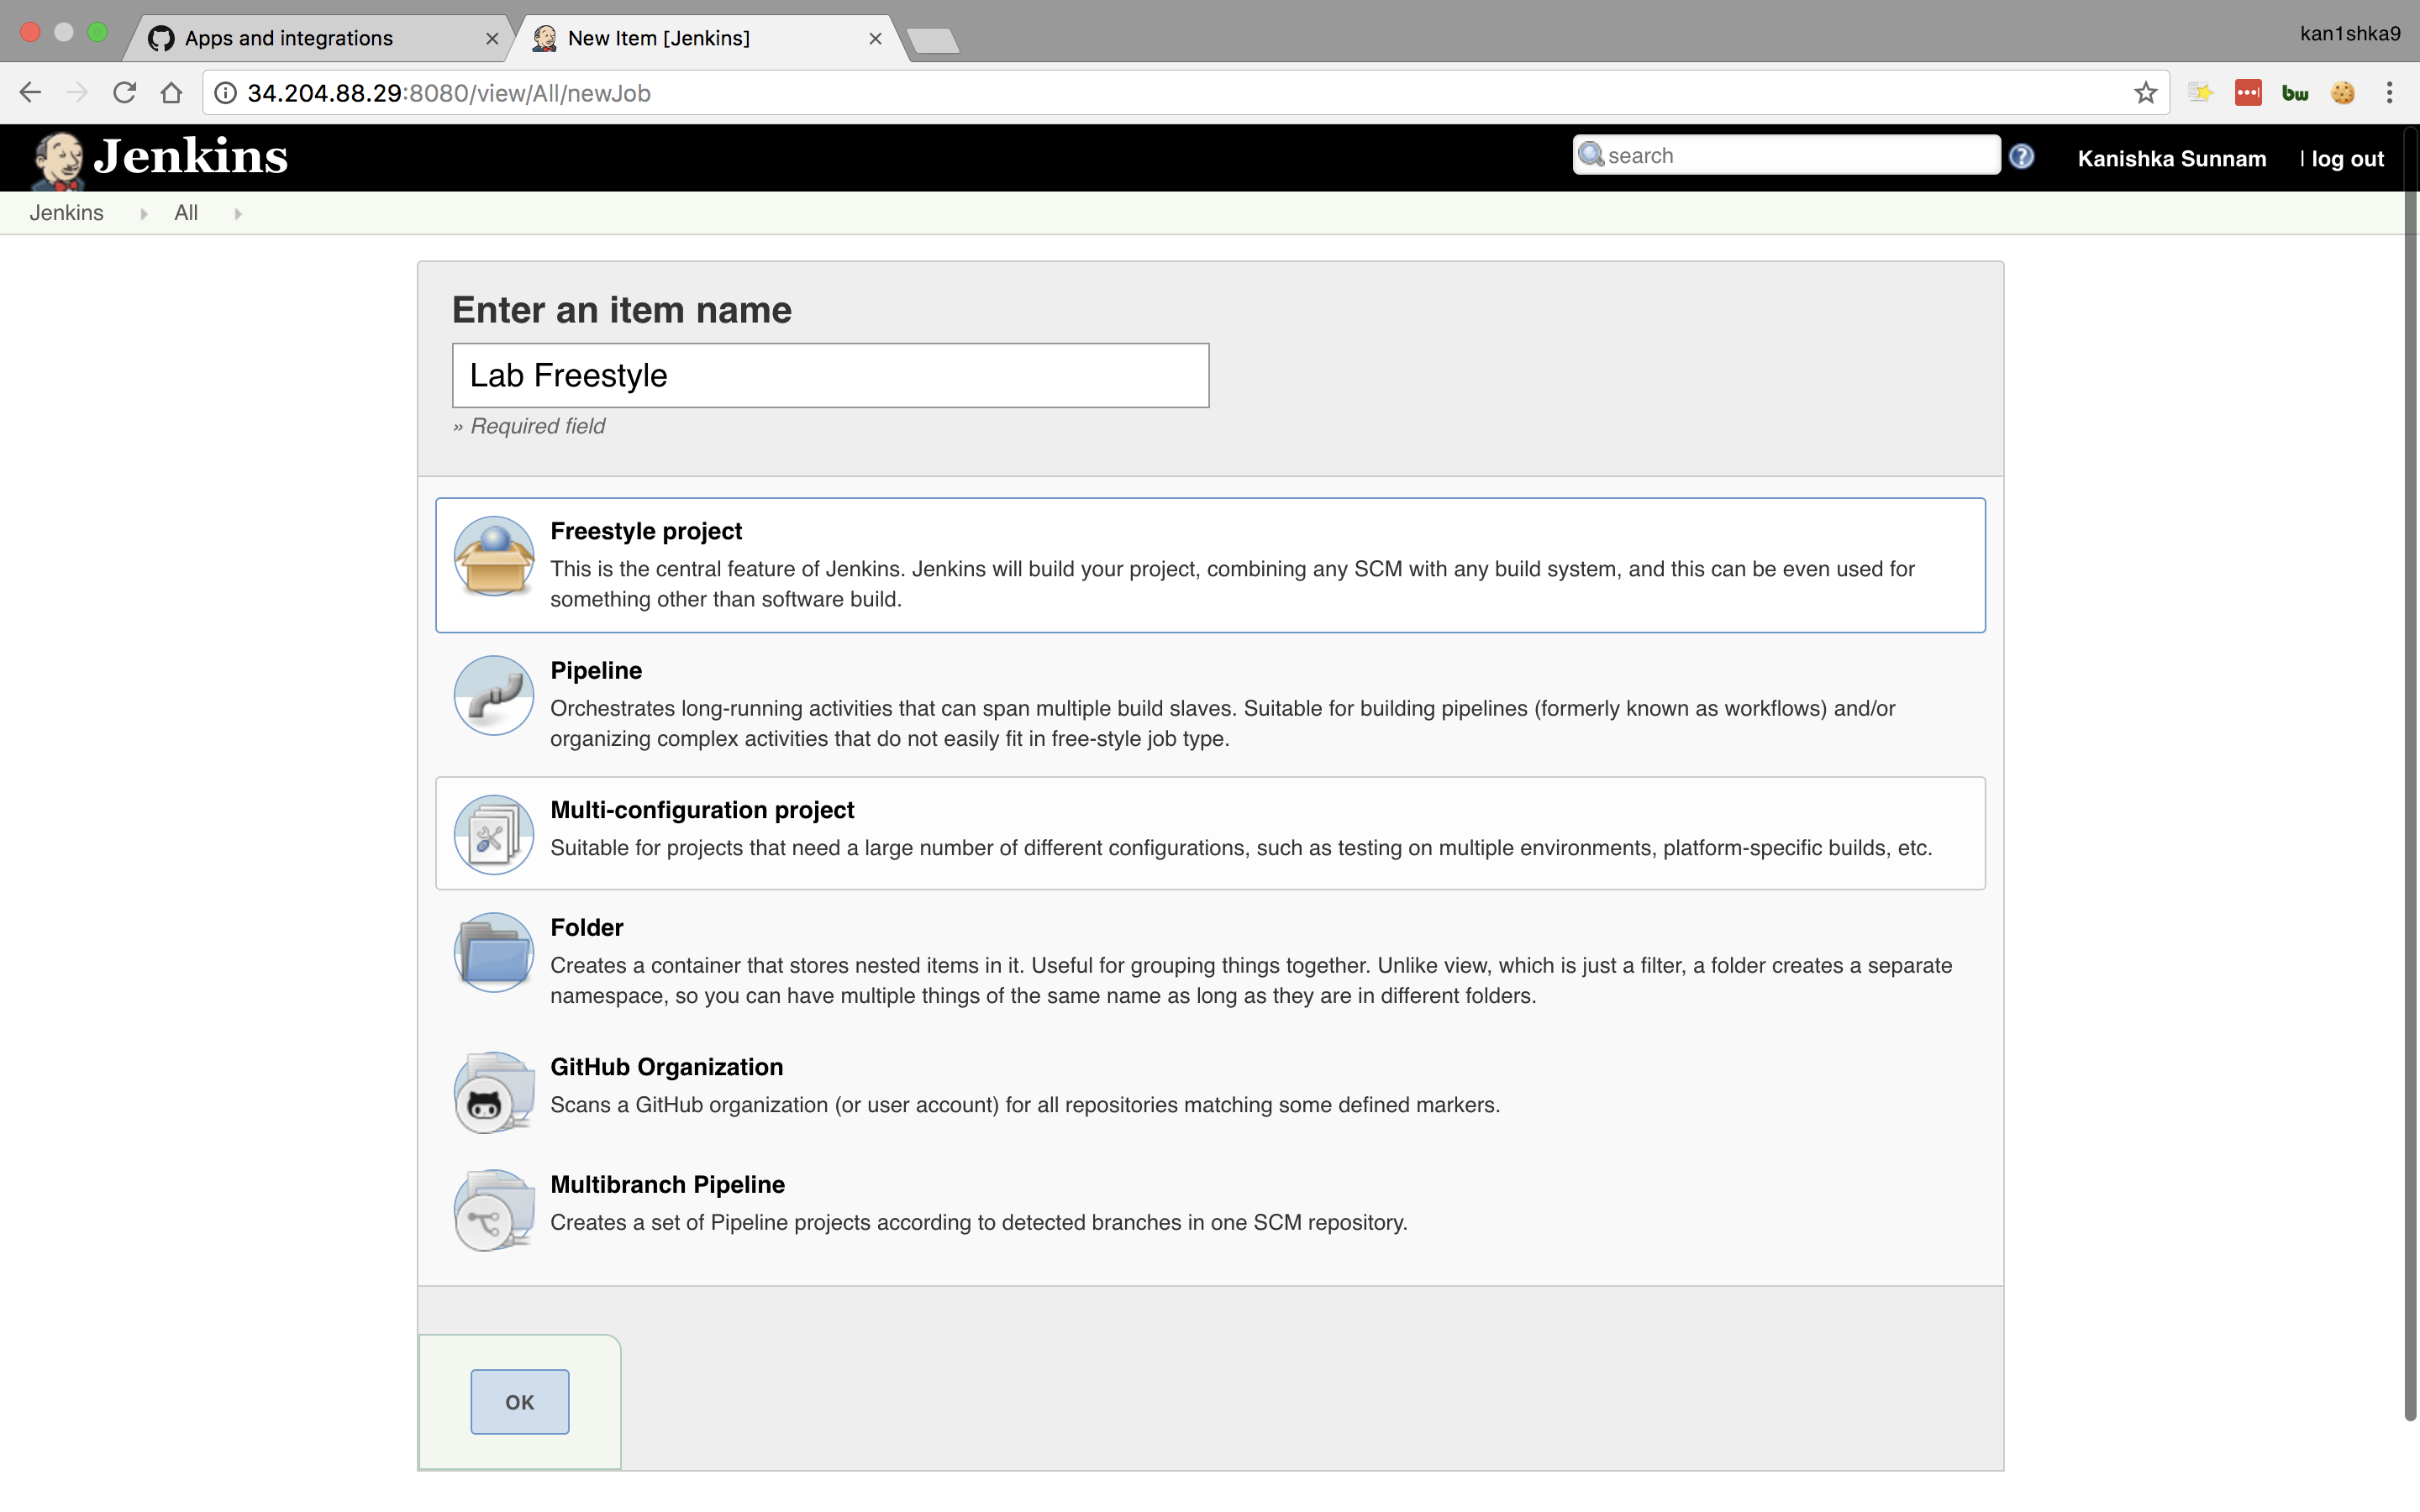 Apps and integrations
New Item [Jenkins]
kan1shka9
34.204.88.29:8080/view/All/newJob
bw
Jenkins
search
Kanishka Sunnam
| log out
Jenkins
All
Enter an item name
Lab Freestyle
» Required field
Freestyle project
This is the central feature of Jenkins. Jenkins will build your project, combining any SCM with any build system, and this can be even used for
something other than software build.
Pipeline
Orchestrates long-running activities that can span multiple build slaves. Suitable for building pipelines (formerly known as workflows) and/or
organizing complex activities that do not easily fit in free-style job type.
Multi-configuration project
Suitable for projects that need a large number of different configurations, such as testing on multiple environments, platform-specific builds, etc.
Folder
Creates a container that stores nested items in it. Useful for grouping things together. Unlike view, which is just a filter, a folder creates a separate
namespace, so you can have multiple things of the same name as long as they are in different folders.
GitHub Organization
Scans a GitHub organization (or user account) for all repositories matching some defined markers.
Multibranch Pipeline
Creates a set of Pipeline projects according to detected branches in one SCM repository.
OK